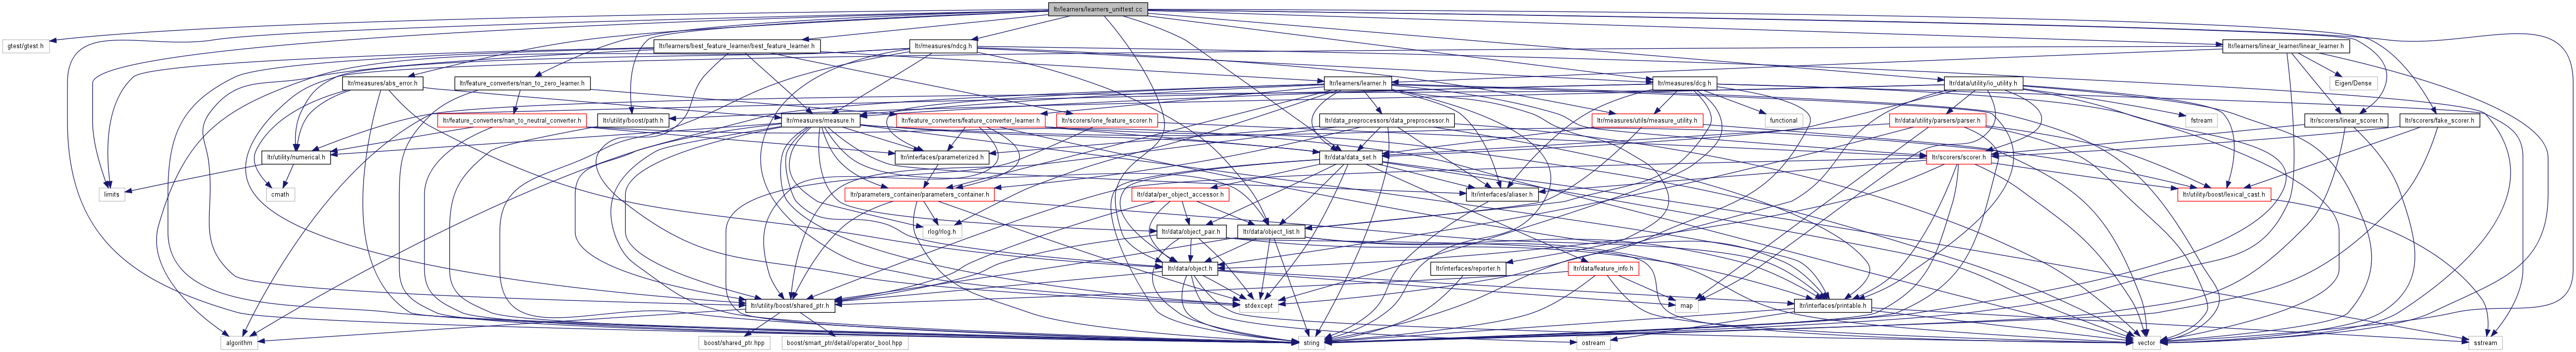 ltr/learners/learners_unittest.cc
gtest/gtest.h
ltr/learners/best_feature_learner/best_feature_learner.h
ltr/measures/ndcg.h
ltr/learners/linear_learner/linear_learner.h
ltr/measures/abs_error.h
ltr/feature_converters/nan_to_zero_learner.h
ltr/learners/learner.h
ltr/measures/dcg.h
ltr/data/utility/io_utility.h
Eigen/Dense
ltr/feature_converters/nan_to_neutral_converter.h
ltr/utility/boost/path.h
ltr/measures/measure.h
ltr/feature_converters/feature_converter_learner.h
ltr/scorers/one_feature_scorer.h
ltr/data_preprocessors/data_preprocessor.h
ltr/measures/utils/measure_utility.h
functional
ltr/data/utility/parsers/parser.h
fstream
ltr/scorers/linear_scorer.h
ltr/scorers/fake_scorer.h
ltr/utility/numerical.h
ltr/interfaces/parameterized.h
ltr/data/data_set.h
ltr/scorers/scorer.h
limits
cmath
ltr/parameters_container/parameters_container.h
ltr/data/per_object_accessor.h
ltr/interfaces/aliaser.h
ltr/utility/boost/lexical_cast.h
rlog/rlog.h
ltr/data/object_pair.h
ltr/data/object_list.h
ltr/data/object.h
ltr/interfaces/reporter.h
ltr/data/feature_info.h
ltr/utility/boost/shared_ptr.h
stdexcept
map
ltr/interfaces/printable.h
algorithm
boost/shared_ptr.hpp
boost/smart_ptr/detail/operator_bool.hpp
string
ostream
vector
sstream